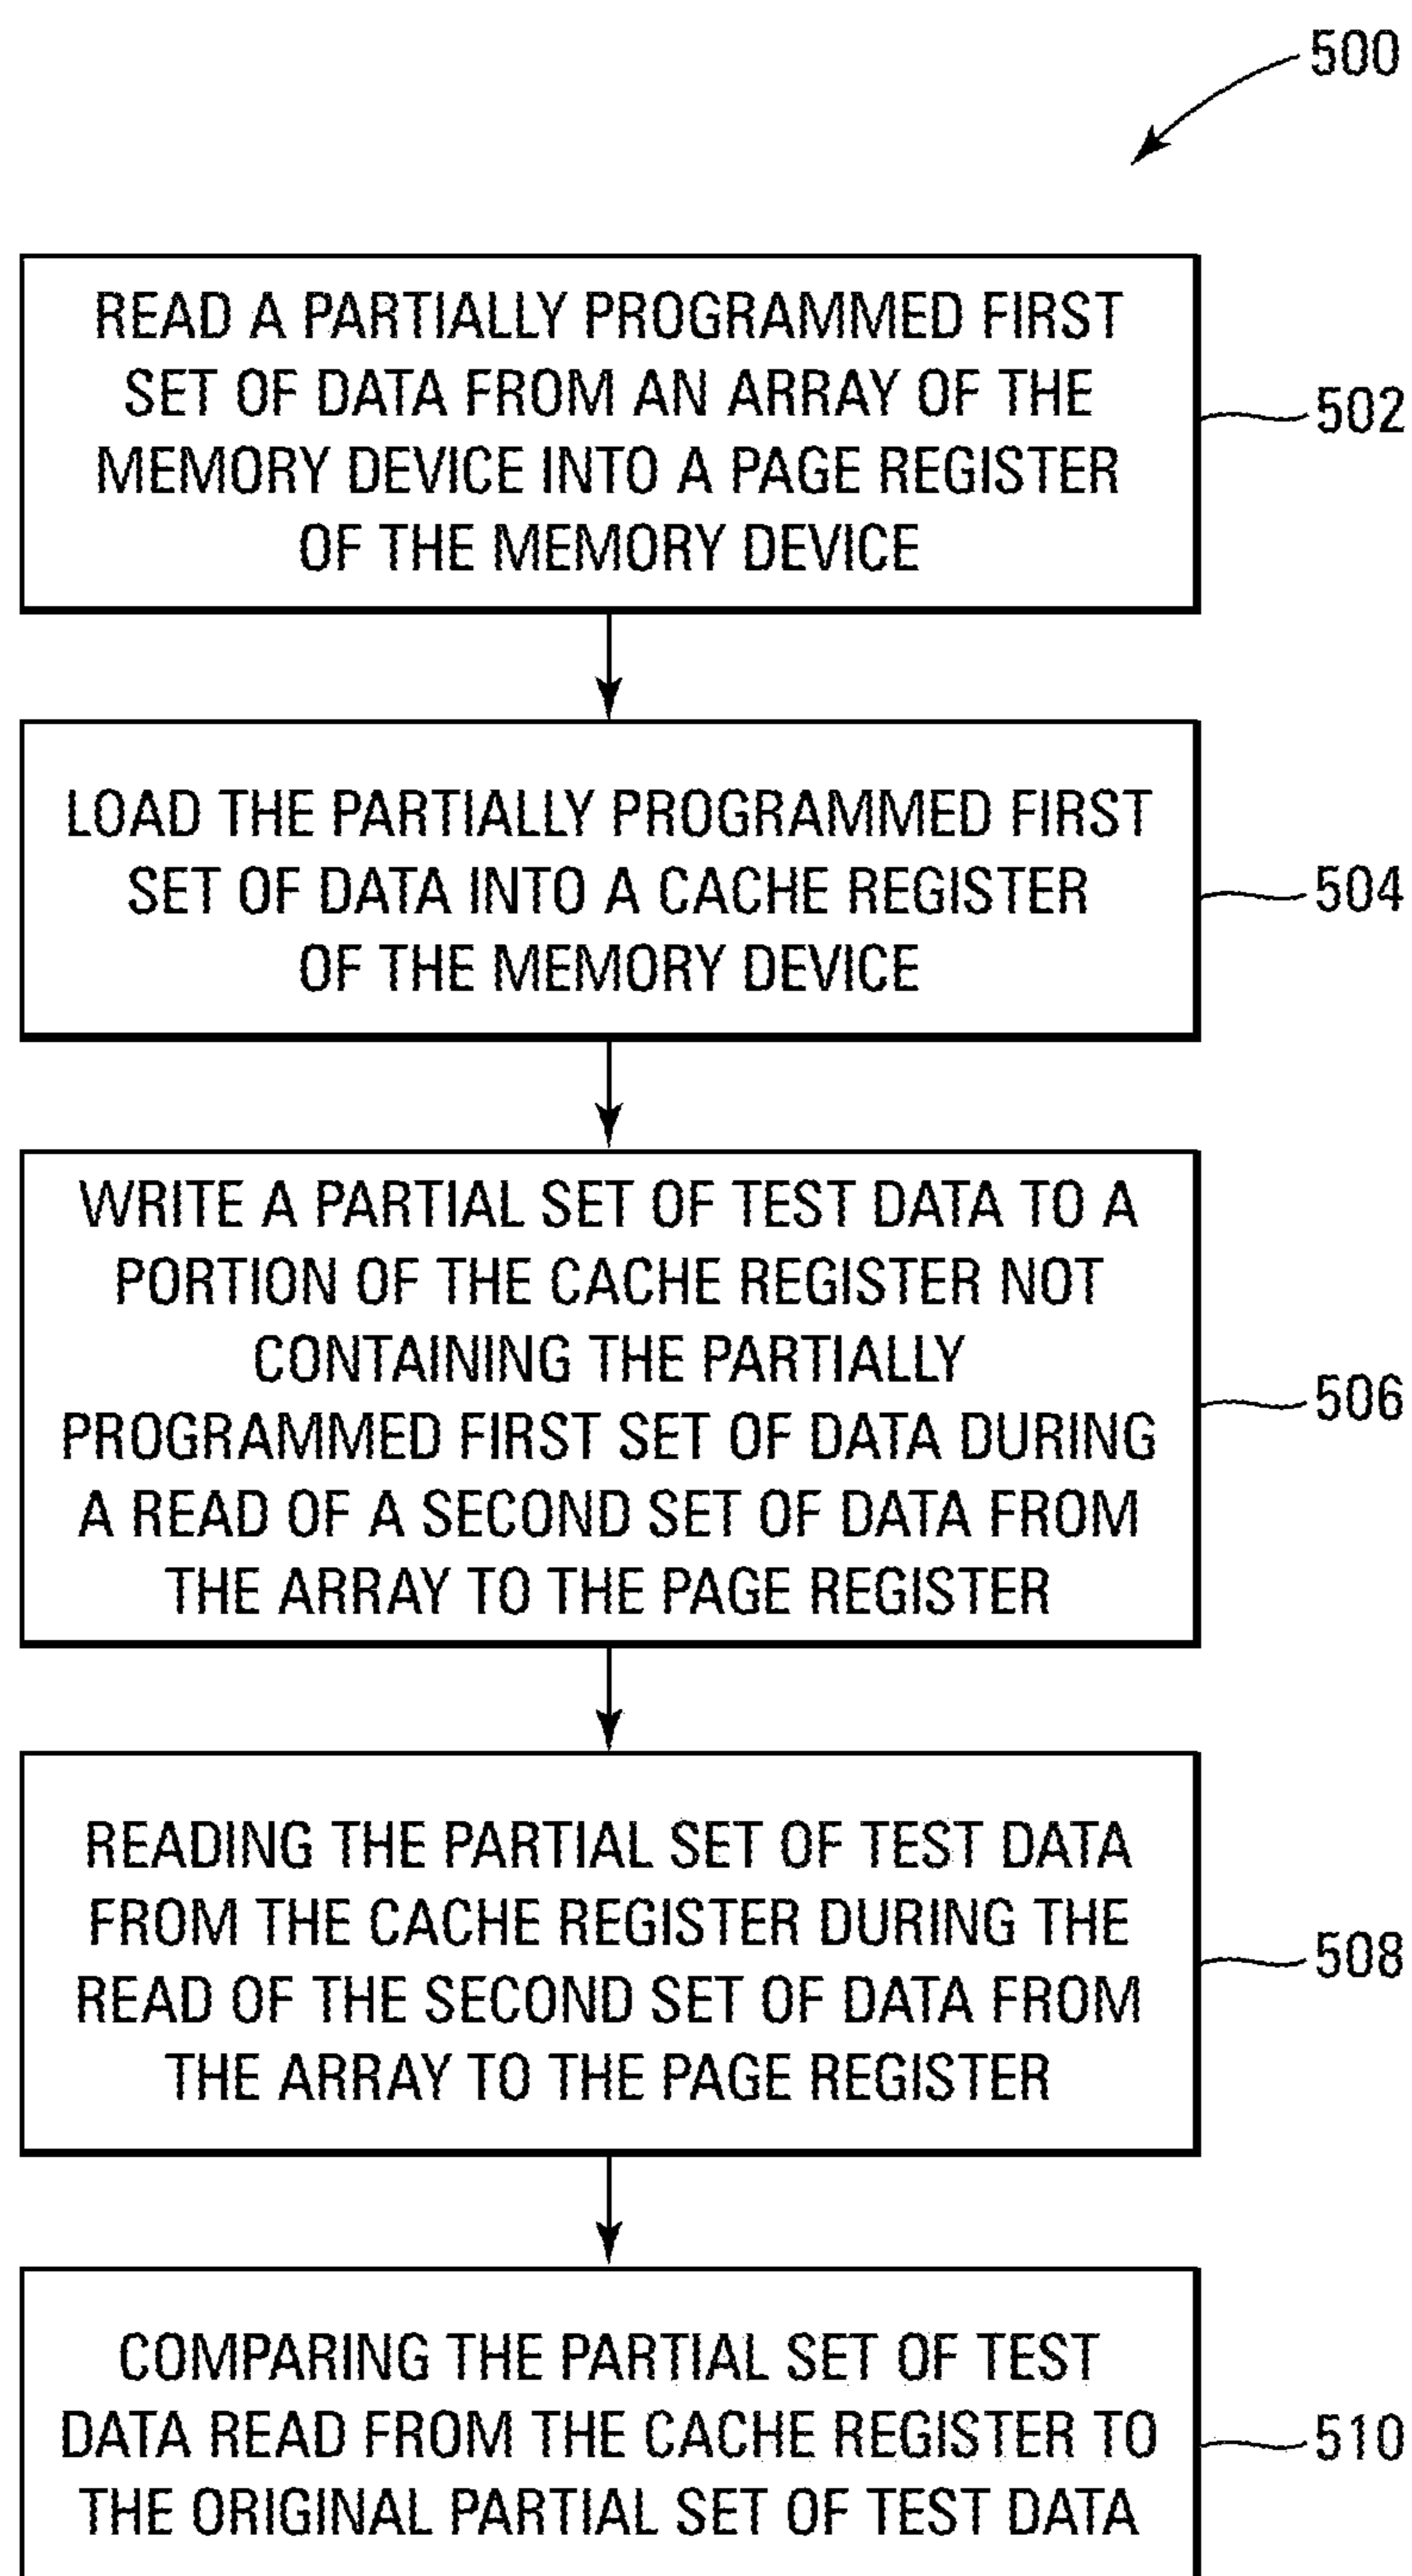 500
READ A PARTIALLY PROGRAMMED FIRST
SET OF DATA FROM AN ARRAY OF THE
MEMORY DEVICE INTO A PAGE REGISTER
OF THE MEMORY DEVICE
502
LOAD THE PARTIALLY PROGRAMMED FIRST
SET OF DATA INTO A CACHE REGISTER
OF THE MEMORY DEVICE
504
WRITE A PARTIAL SET OF TEST DATA TO A
PORTION OF THE CACHE REGISTER NOT
CONTAINING THE PARTIALLY
PROGRAMMED FIRST SET OF DATA DURING
A READ OF A SECOND SET OF DATA FROM
THE ARRAY TO THE PAGE REGISTER
506
READING THE PARTIAL SET OF TEST DATA
FROM THE CACHE REGISTER DURING THE
READ OF THE SECOND SET OF DATA FROM
THE ARRAY TO THE PAGE REGISTER
508
COMPARING THE PARTIAL SET OF TEST
DATA READ FROM THE CACHE REGISTER TO
THE ORIGINAL PARTIAL SET OF TEST DATA
510